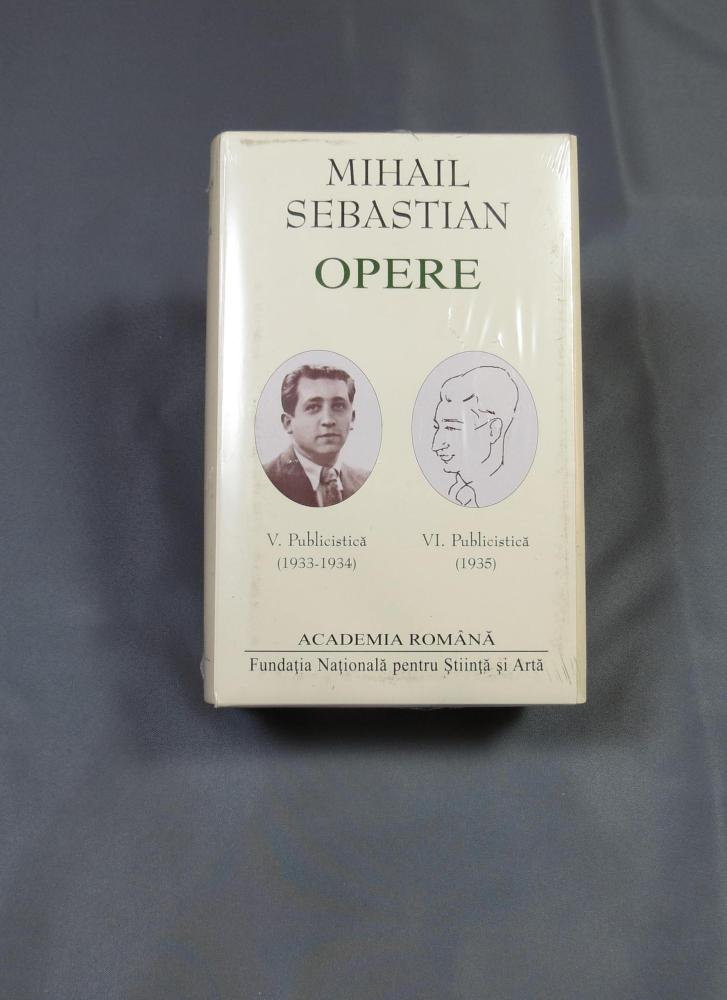 MIHAIL
SEBASTIAN
OPERE
V. Publicistică
(1933-1934)
VI. Publicistică
(1935)
ACADEMIA ROMÂNĂ
Fundația Națională pentru Știință și Artă